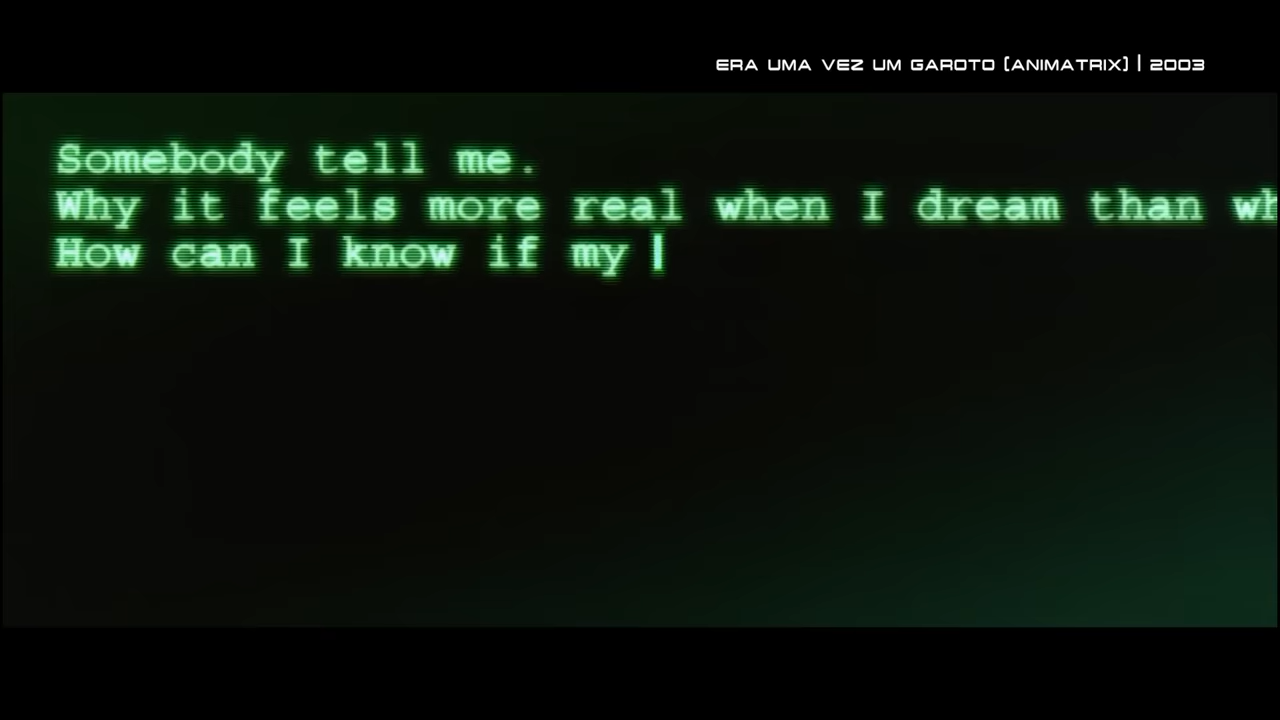 ERA UMA VEZ UM GAROTO [ANIMATRIX] | 2003
Somebody tell me.
Why it feels more real when I dream than wh
How can I know if my